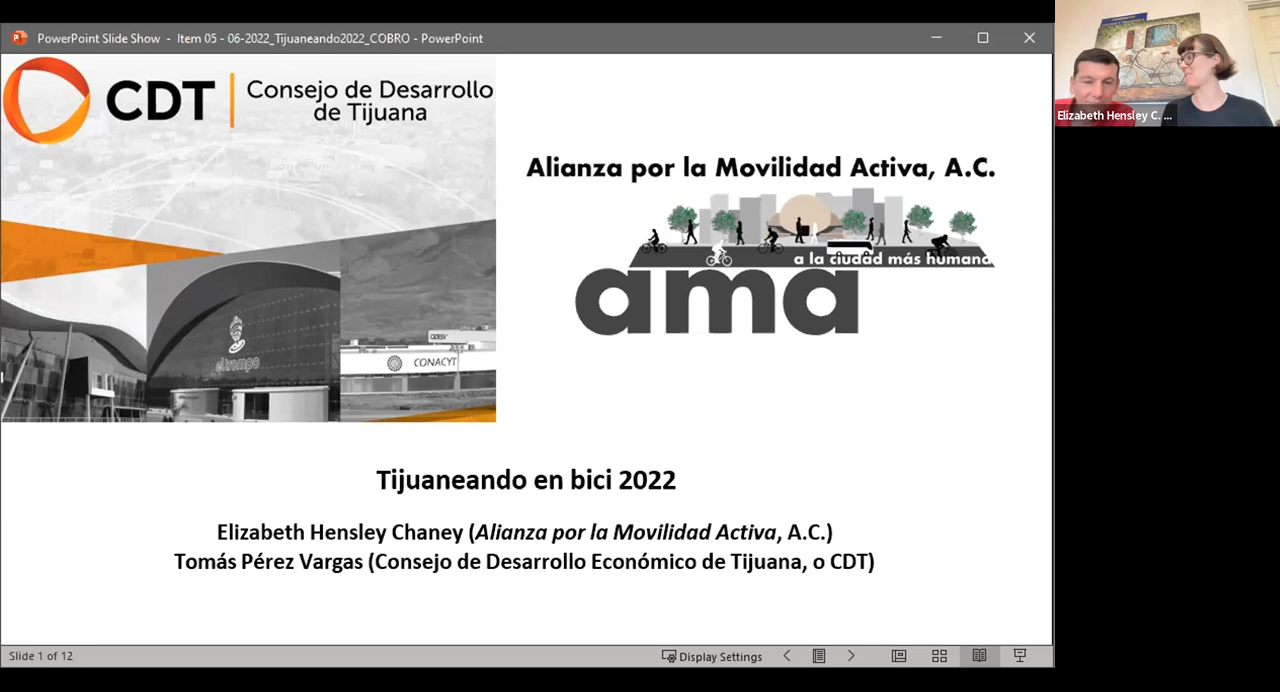 PowerPoint Slide Show - Item 05 - 06-2022_Tijuaneando2022_COBRO - PowerPoint
CDT
Consejo de Desarrollo
de Tijuana
el trompo
CONACYT
Alianza por la Movilidad Activa, A.C.
a la ciudad más humana
ama
Tijuaneando en bici 2022
Elizabeth Hensley Chaney (Alianza por la Movilidad Activa, A.C.)
Tomás Pérez Vargas (Consejo de Desarrollo Económico de Tijuana, o CDT)
Slide 1 of 12
Display Settings
Elizabeth Hensley C. ...